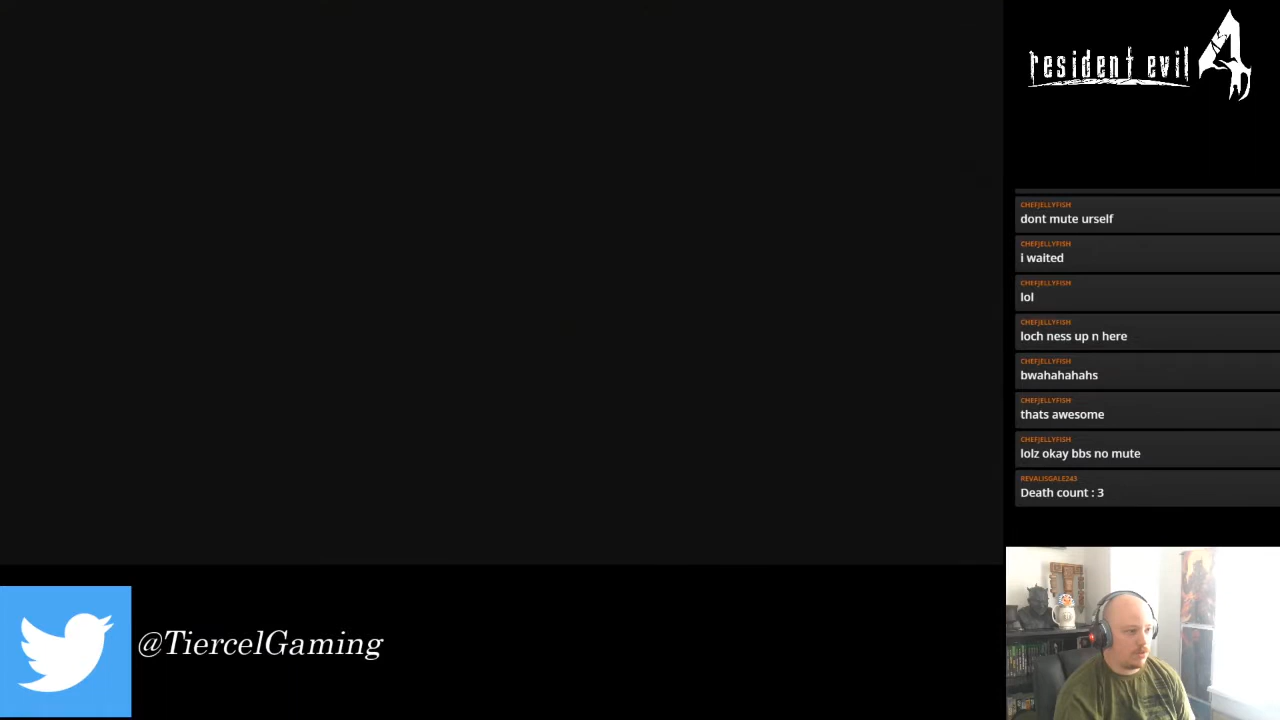 resident evil 4
CHEFJELLYFISH
dont mute urself
CHEFJELLYFISH
i waited
CHEFJELLYFISH
lol
CHEFJELLYFISH
loch ness up n here
CHEFJELLYFISH
bwahahahahs
CHEFJELLYFISH
thats awesome
CHEFJELLYFISH
lolz okay bbs no mute
REVALISGALE243
Death count : 3
@TiercelGaming